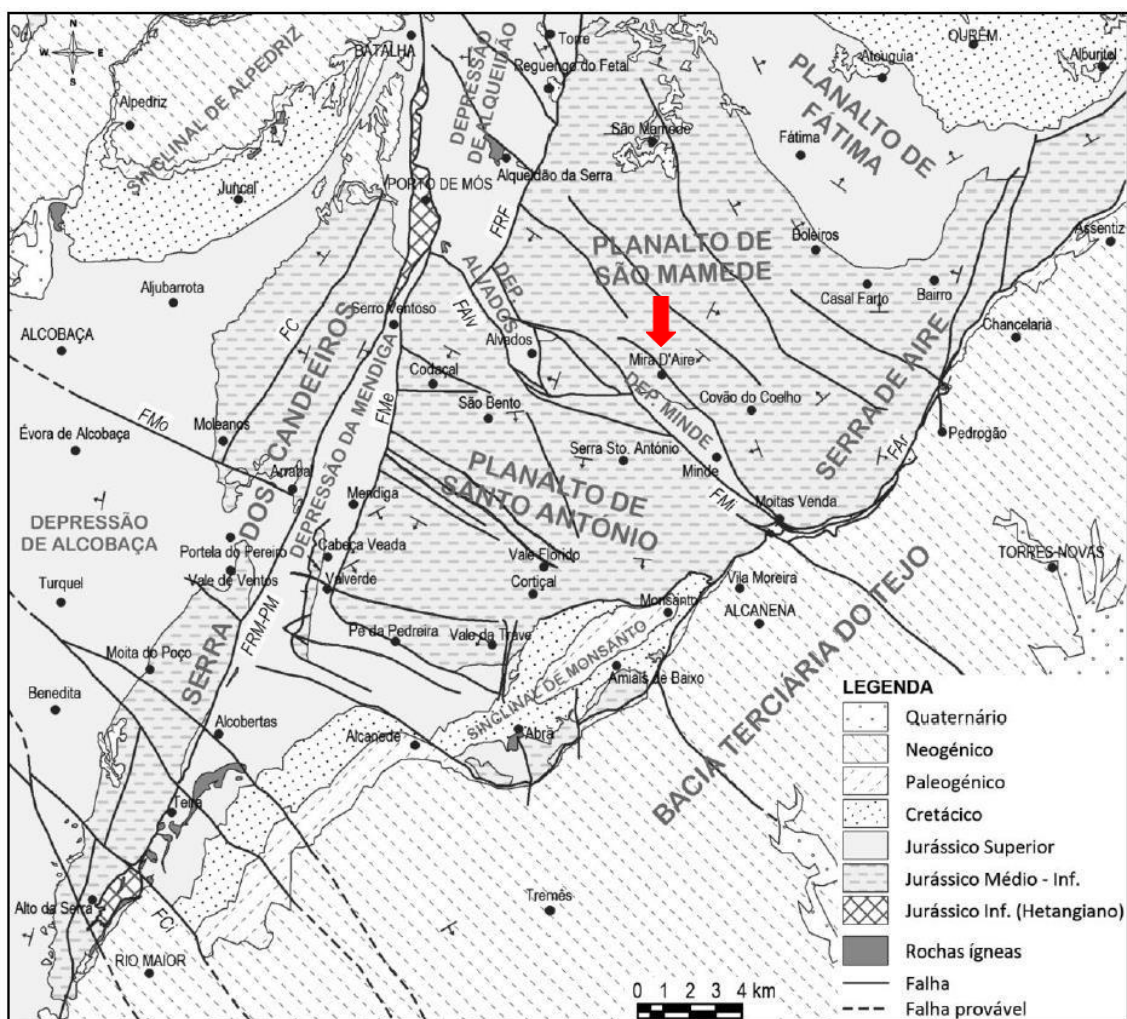 N
W E
S
BATALHA
Torre
Reguengo do Fetal
OURÉM
Atouguia
Alburitel
Alpedriz
SINCLINAL DE ALPEDRIZ
DEPRESSÃO
DE ALQUEIDÃO
PLANALTO DE
FÁTIMA
São Mamede
Fátima
Juncal
PORTO DE MÓS
Alqueidão da Serra
FRF
PLANALTO DE
SÃO MAMEDE
Boleiros
Assentiz
Aljubarrota
Serro Ventoso
DEP.
ALVADOS
FAlv
Casal Farto
Bairro
Chancelaria
ALCOBAÇA
FC
Alvados
Mira D'Aire
Codaçal
DEP. MINDE
Covão do Coelho
SERRA DE AIRE
FMo
Moleanos
FMe
São Bento
Évora de Alcobaça
Serra Sto. António
Minde
Pedrogão
FAr
Arrabal
DEPRESSÃO DA MENDIGA
Mendiga
PLANALTO DE
SANTO ANTÓNIO
FMi
Moitas Venda
DEPRESSÃO
DE ALCOBAÇA
Portela do Pereiro
Cabeça Veada
Vale Florido
TORRES NOVAS
Turquel
Vale de Ventos
Valverde
Cortiçal
Vila Moreira
Monsanto
ALCANENA
SERRA DOS CANDEEIROS
FRM-PM
Pé da Pedreira
Vale da Trave
Moita do Poço
SINCLINAL DE MONSANTO
Amiais de Baixo
Benedita
Alcobertas
Alcanede
Abrã
BACIA TERCIÁRIA DO TEJO
Teira
Alto da Serra
FCi
Tremês
RIO MAIOR
0 1 2 3 4 km
LEGENDA
Quaternário
Neogénico
Paleogénico
Cretácico
Jurássico Superior
Jurássico Médio - Inf.
Jurássico Inf. (Hetangiano)
Rochas ígneas
Falha
Falha provável